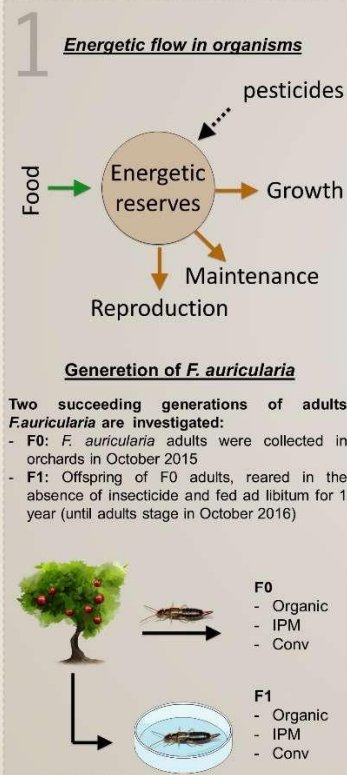 1
Energetic flow in organisms
pesticides
Food
Energetic
reserves
Growth
Maintenance
Reproduction
Generetion of F. auricularia
Two succeeding generations of adults
F.auricularia are investigated:
- F0: F. auricularia adults were collected in
orchards in October 2015
- F1: Offspring of F0 adults, reared in the
absence of insecticide and fed ad libitum for 1
year (until adults stage in October 2016)
F0
- Organic
- IPM
- Conv
F1
- Organic
- IPM
- Conv